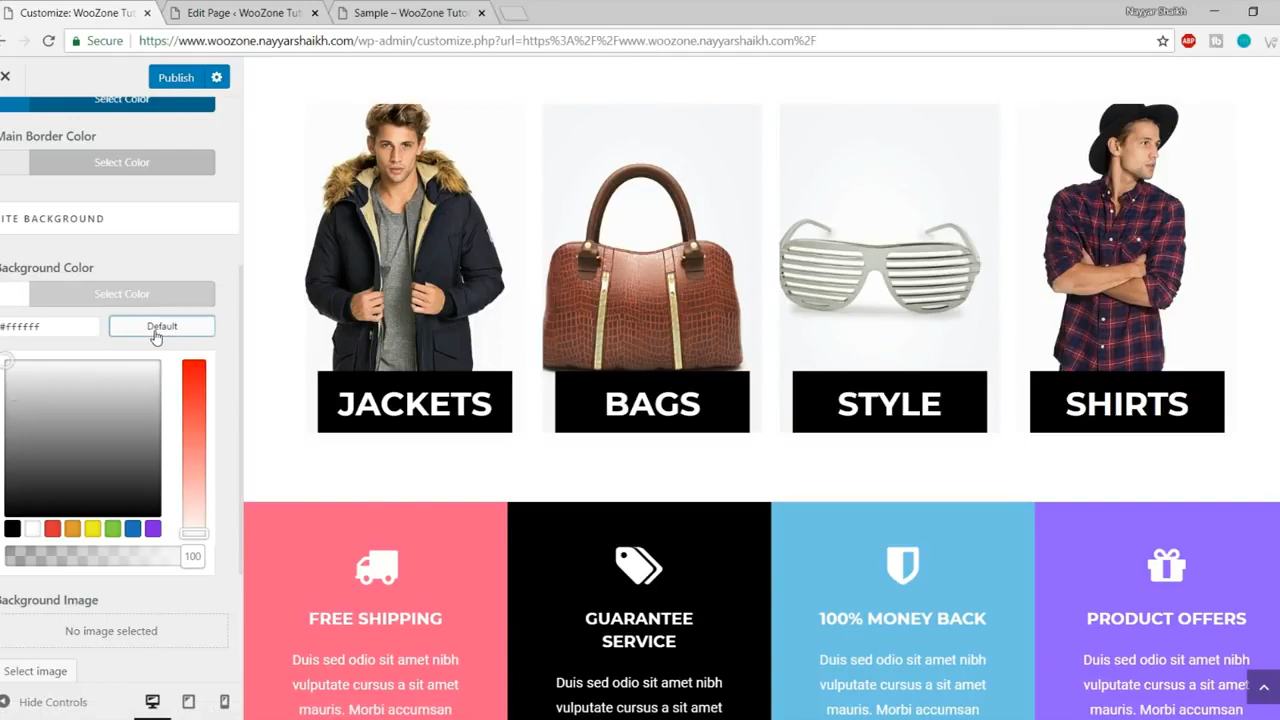 Customize: WooZone Tut
Edit Page ‹ WooZone Tut
Sample – WooZone Tuto
Nayyar Shaikh
Secure
https://www.woozone.nayyarshaikh.com/wp-admin/customize.php?url=https%3A%2F%2Fwww.woozone.nayyarshaikh.com%2F
ABP
Publish
Select Color
Main Border Color
Select Color
ITE BACKGROUND
Background Color
Select Color
#ffffff
Default
100
Background Image
No image selected
Select image
Hide Controls
JACKETS
BAGS
STYLE
SHIRTS
FREE SHIPPING
Duis sed odio sit amet nibh
vulputate cursus a sit amet
mauris. Morbi accumsan
GUARANTEE
SERVICE
Duis sed odio sit amet nibh
vulputate cursus a sit amet
100% MONEY BACK
Duis sed odio sit amet nibh
vulputate cursus a sit amet
mauris. Morbi accumsan
PRODUCT OFFERS
Duis sed odio sit amet nibh
vulputate cursus a sit amet
mauris. Morbi accumsan